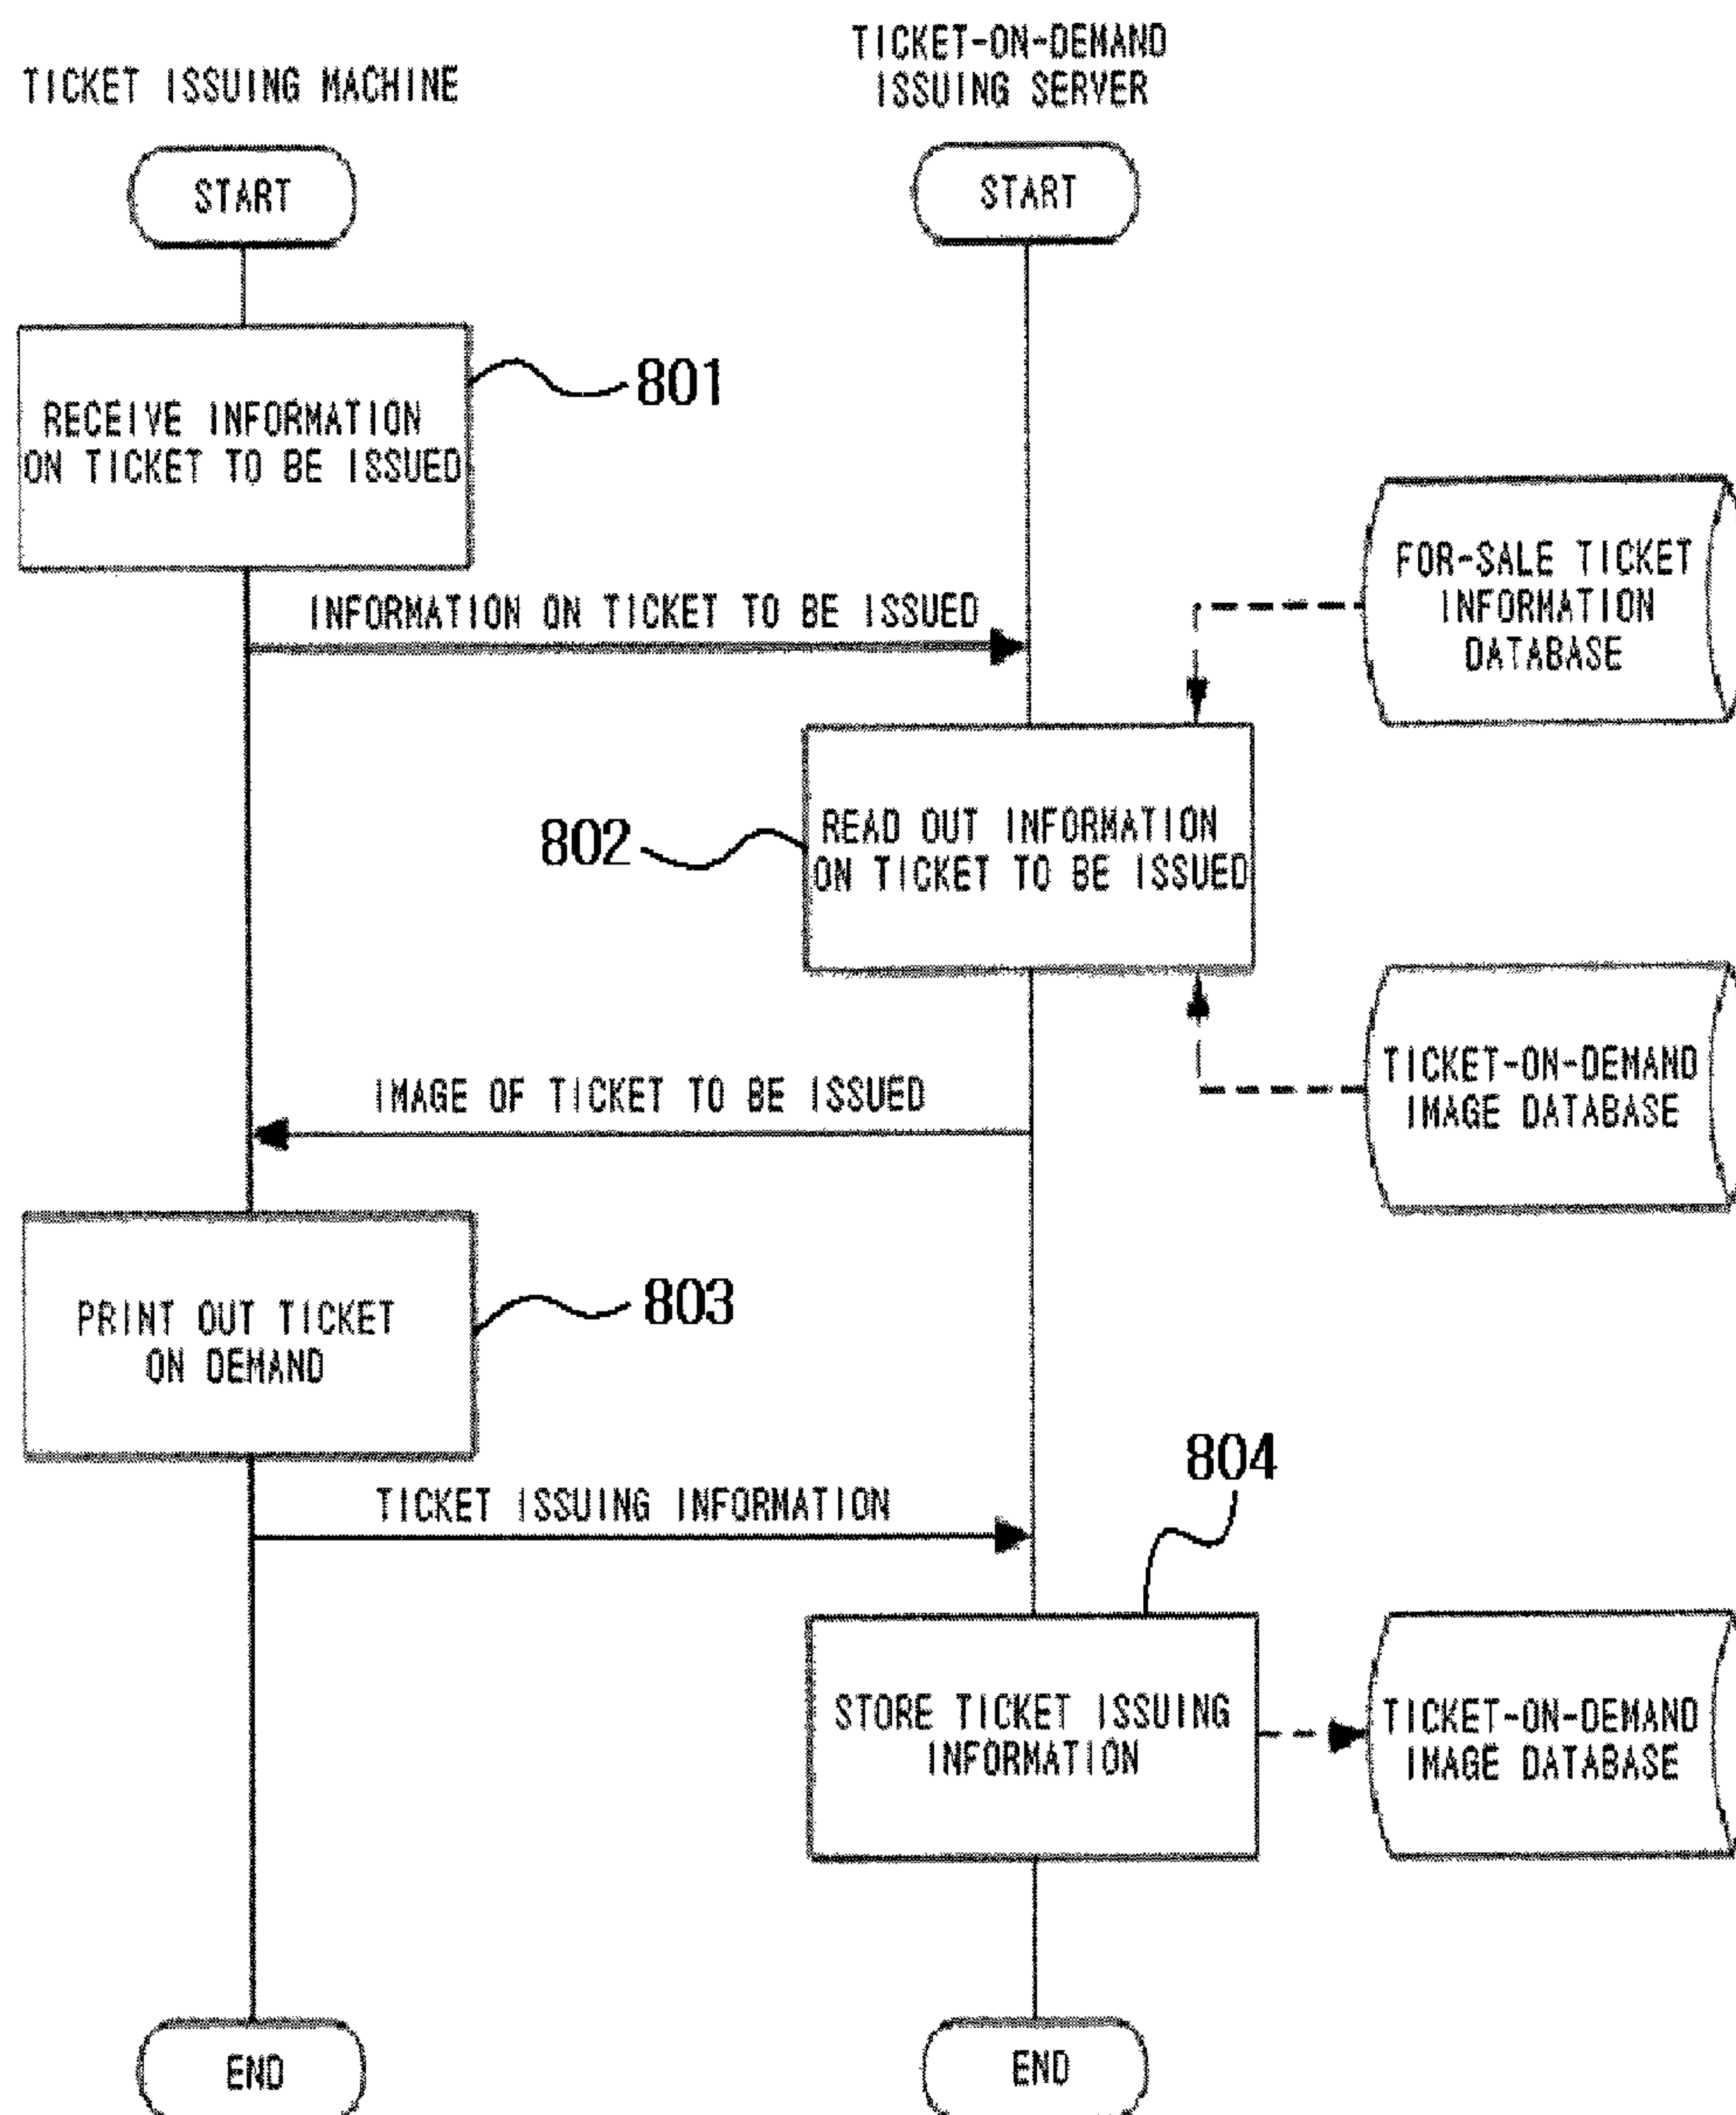 TICKET ISSUING MACHINE
TICKET-ON-DEMAND
ISSUING SERVER
START
START
RECEIVE INFORMATION
ON TICKET TO BE ISSUED
801
INFORMATION ON TICKET TO BE ISSUED
FOR-SALE TICKET
INFORMATION
DATABASE
802
READ OUT INFORMATION
ON TICKET TO BE ISSUED
IMAGE OF TICKET TO BE ISSUED
TICKET-ON-DEMAND
IMAGE DATABASE
PRINT OUT TICKET
ON DEMAND
803
TICKET ISSUING INFORMATION
804
STORE TICKET ISSUING
INFORMATION
TICKET-ON-DEMAND
IMAGE DATABASE
END
END